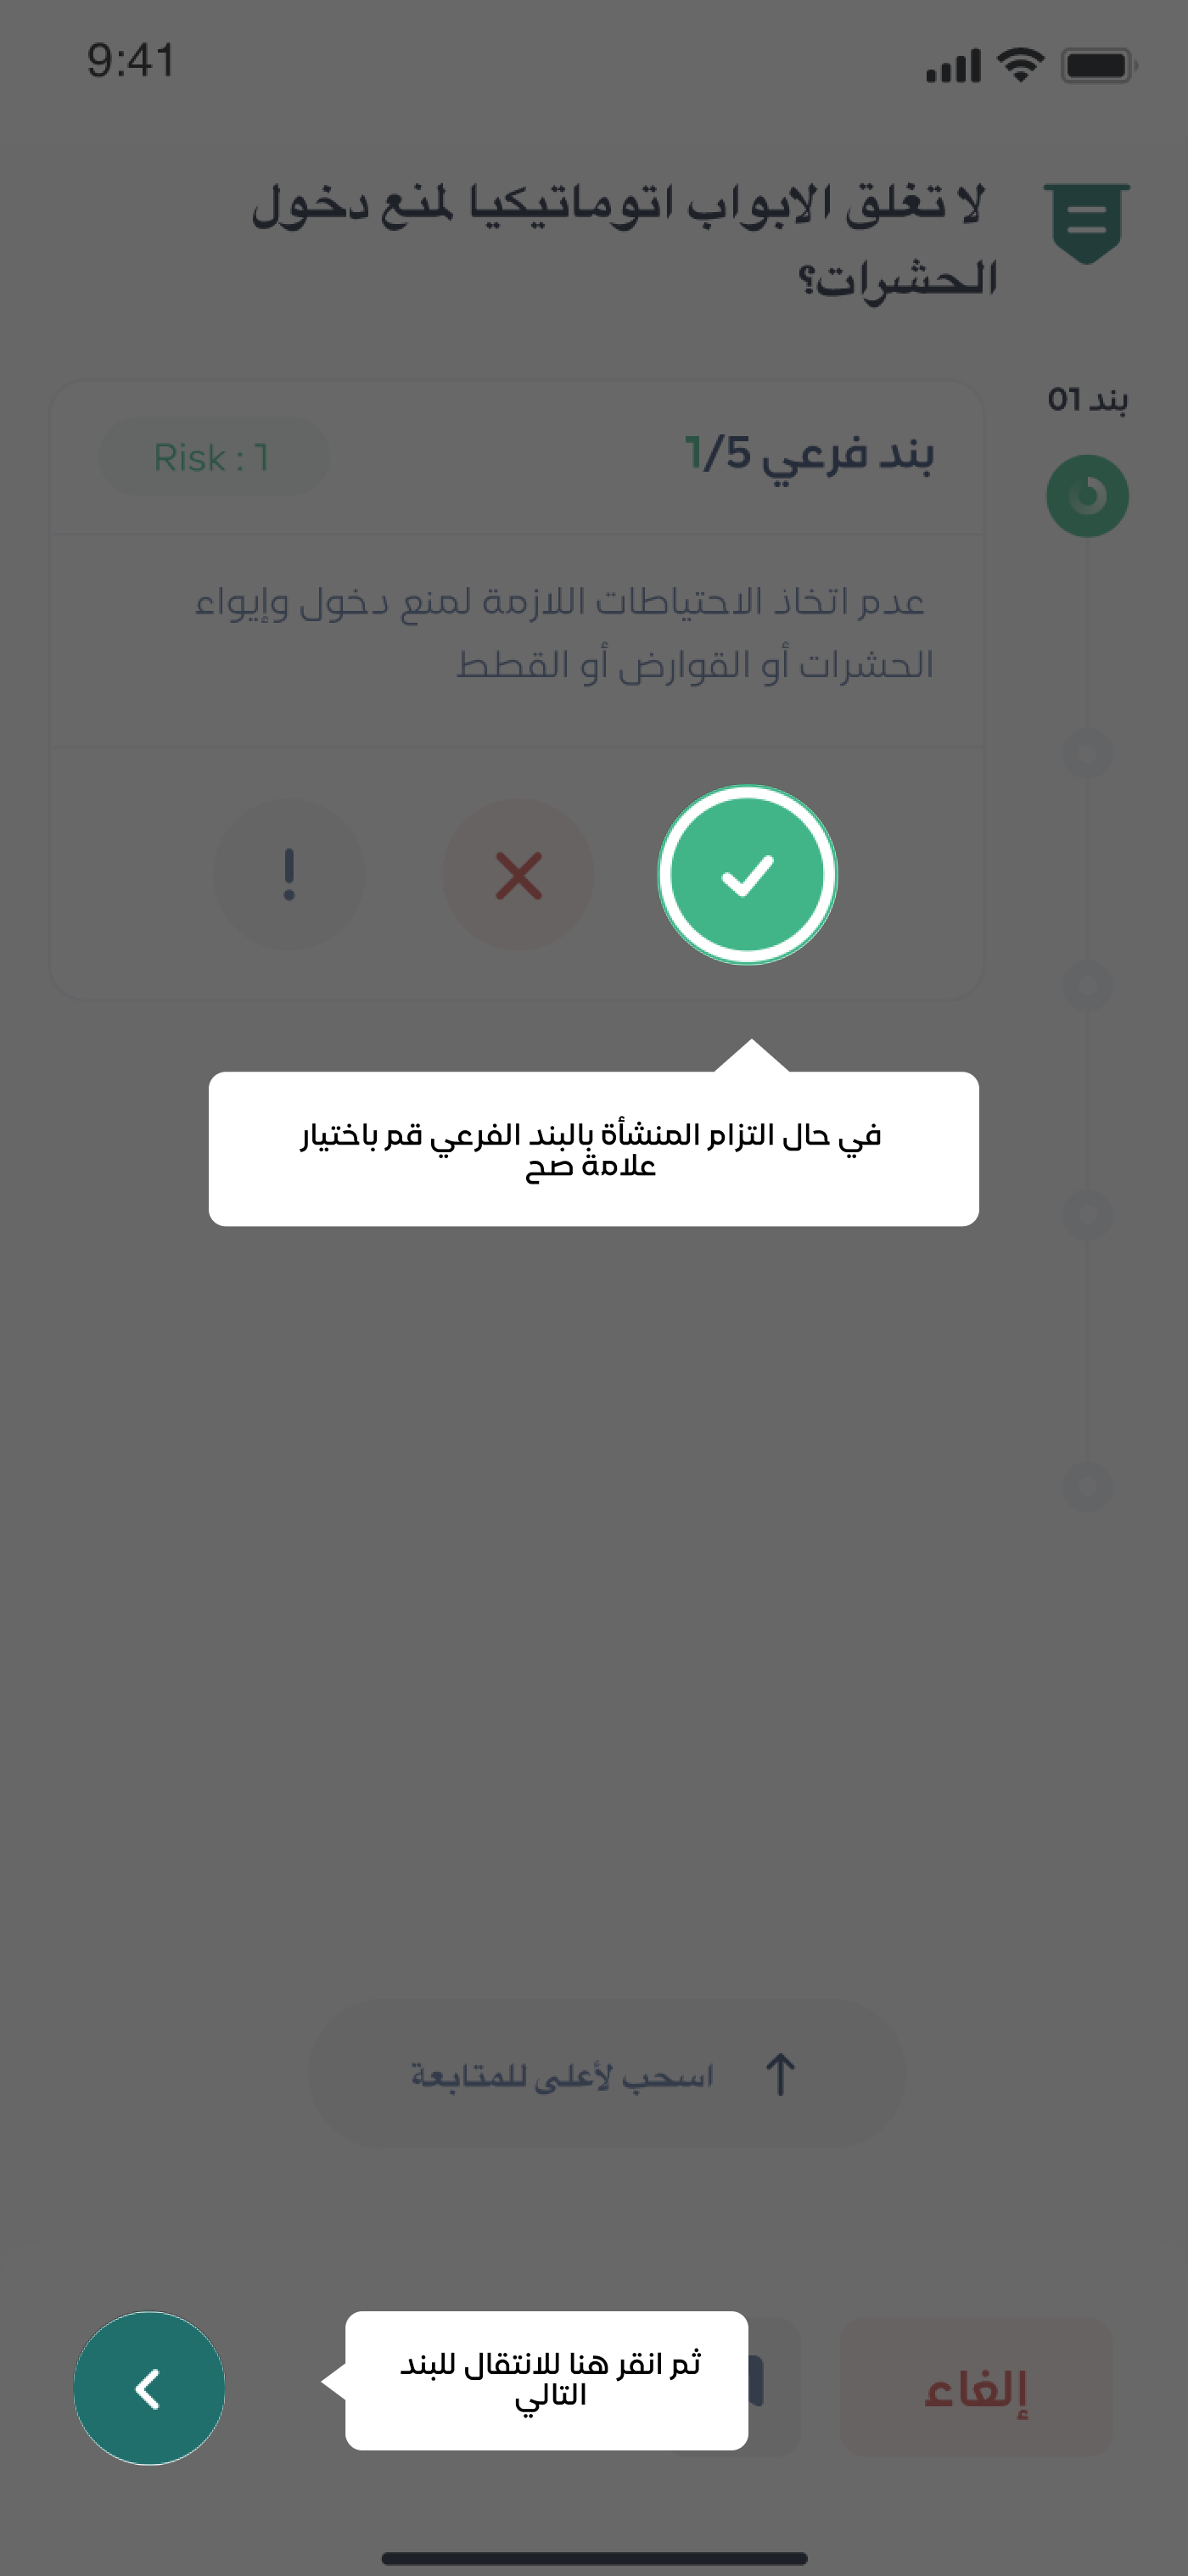 9:41
لا تغلق الابواب اتوماتيكيا لمنع دخول
الحشرات؟
بند 01
بند فرعي 1/5
Risk : 1
عدم اتخاذ الاحتياطات اللازمة لمنع دخول وإيواء
الحشرات أو القوارض أو القطط
في حال التزام المنشأة بالبند الفرعي قم باختيار
علامة صح
اسحب لأعلى للمتابعة
إلغاء
ثم انقر هنا للانتقال للبند
التالي